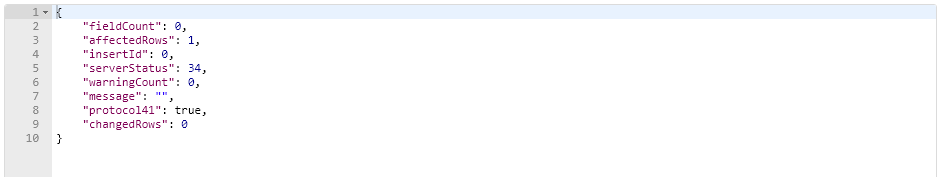 1 {
2 "fieldCount": 0,
3 "affectedRows": 1,
4 "insertId": 0,
5 "serverStatus": 34,
6 "warningCount": 0,
7 "message": "",
8 "protocol41": true,
9 "changedRows": 0
10 }